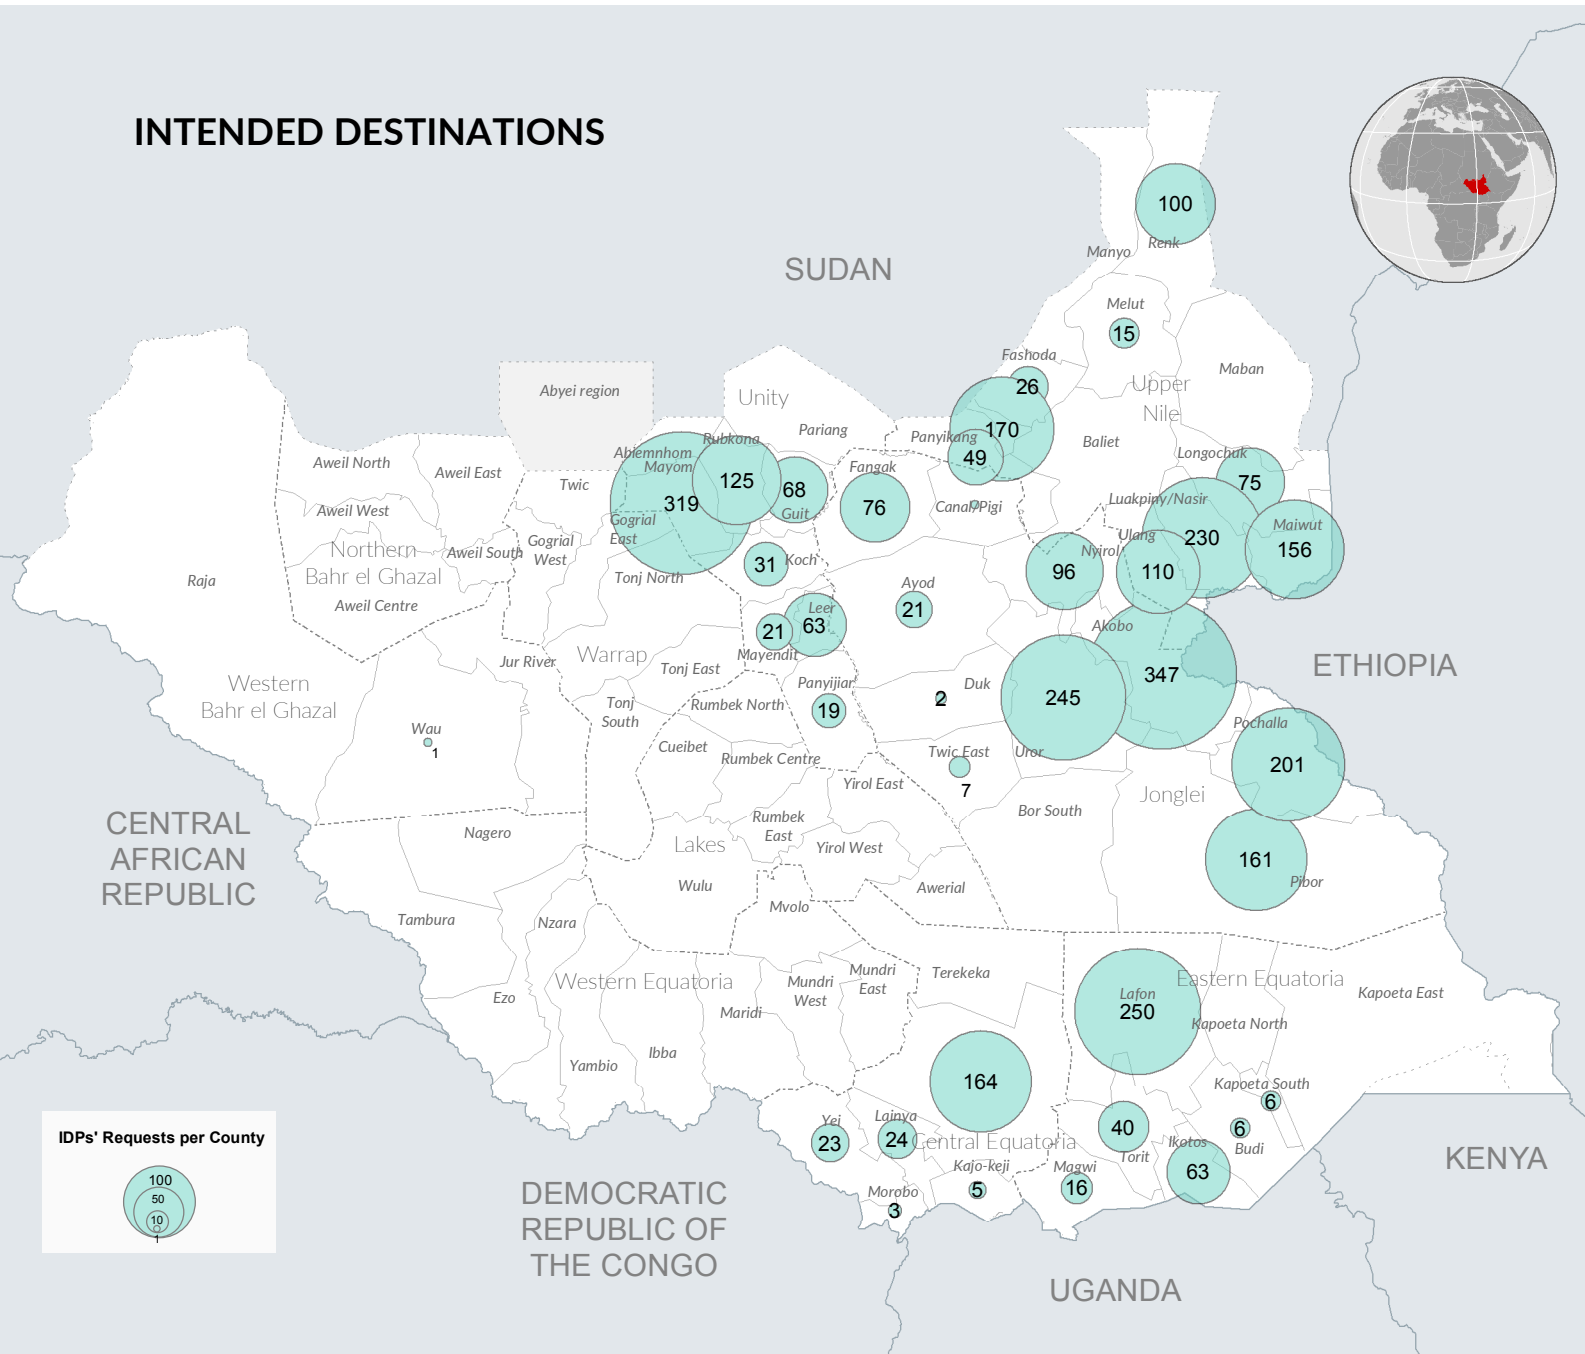 INTENDED DESTINATIONS
100
Renk
Manyo
SUDAN
Melut
15
Fashoda
26
Maban
Upper
Nile
Abyei region
Unity
Pariang
170
Panyikang
49
Baliet
Rubkona
Abiemnhom
Mayom
125
319
68
Guit
Fangak
76
Canal/Pigi
Longochuk
75
Luakpiny/Nasir
Ulang
230
Maiwut
156
Nyirol
96
110
Aweil North
Aweil East
Twic
Aweil West
Northern
Bahr el Ghazal
Aweil South
Aweil Centre
Gogrial
East
Gogrial
West
Tonj North
Raja
31
Koch
Ayod
21
Leer
63
21
Mayendit
Akobo
347
ETHIOPIA
Jur River
Warrap
Tonj East
Western
Bahr el Ghazal
Tonj
South
Rumbek North
Panyijiar
19
Duk
2
245
Uror
Pochalla
201
Wau
1
Cueibet
Rumbek Centre
Twic East
7
Yirol East
Bor South
Jonglei
CENTRAL
AFRICAN
REPUBLIC
Nagero
Rumbek
East
Lakes
Yirol West
161
Pibor
Wulu
Awerial
Mvolo
Tambura
Nzara
Western Equatoria
Mundri
West
Mundri
East
Terekeka
Eastern Equatoria
Lafon
250
Kapoeta East
Ezo
Maridi
Kapoeta North
Ibba
Yambio
164
Kapoeta South
6
Yei
23
Lainya
24
Central Equatoria
40
Torit
6
Budi
Ikotos
63
IDPs' Requests per County
100
50
10
1
Kajo-keji
5
Magwi
16
Morobo
3
KENYA
DEMOCRATIC
REPUBLIC OF
THE CONGO
UGANDA